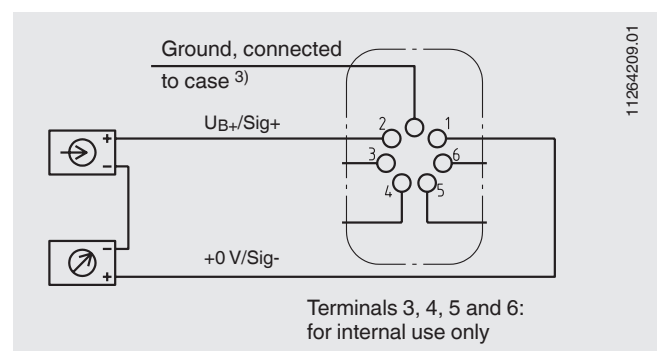 Ground, connected
to case 3)
UB+/Sig+
2
1
3
6
4
5
+ 
−
−
+
+0 V/Sig-
Terminals 3, 4, 5 and 6:
for internal use only
11264209.01